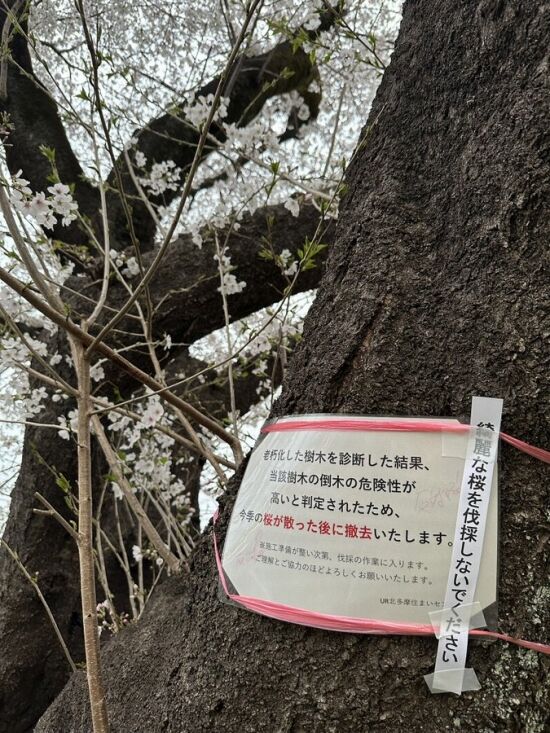 老朽化した樹木を診断した結果、
当該樹木の倒木の危険性が
高いと判定されたため、
今季の桜が散った後に撤去いたします。
※施工準備が整い次第、伐採の作業に入ります。
ご理解とご協力のほどよろしくお願いいたします。
UR北多摩住まいセ
綺麗な桜を伐採しないでください